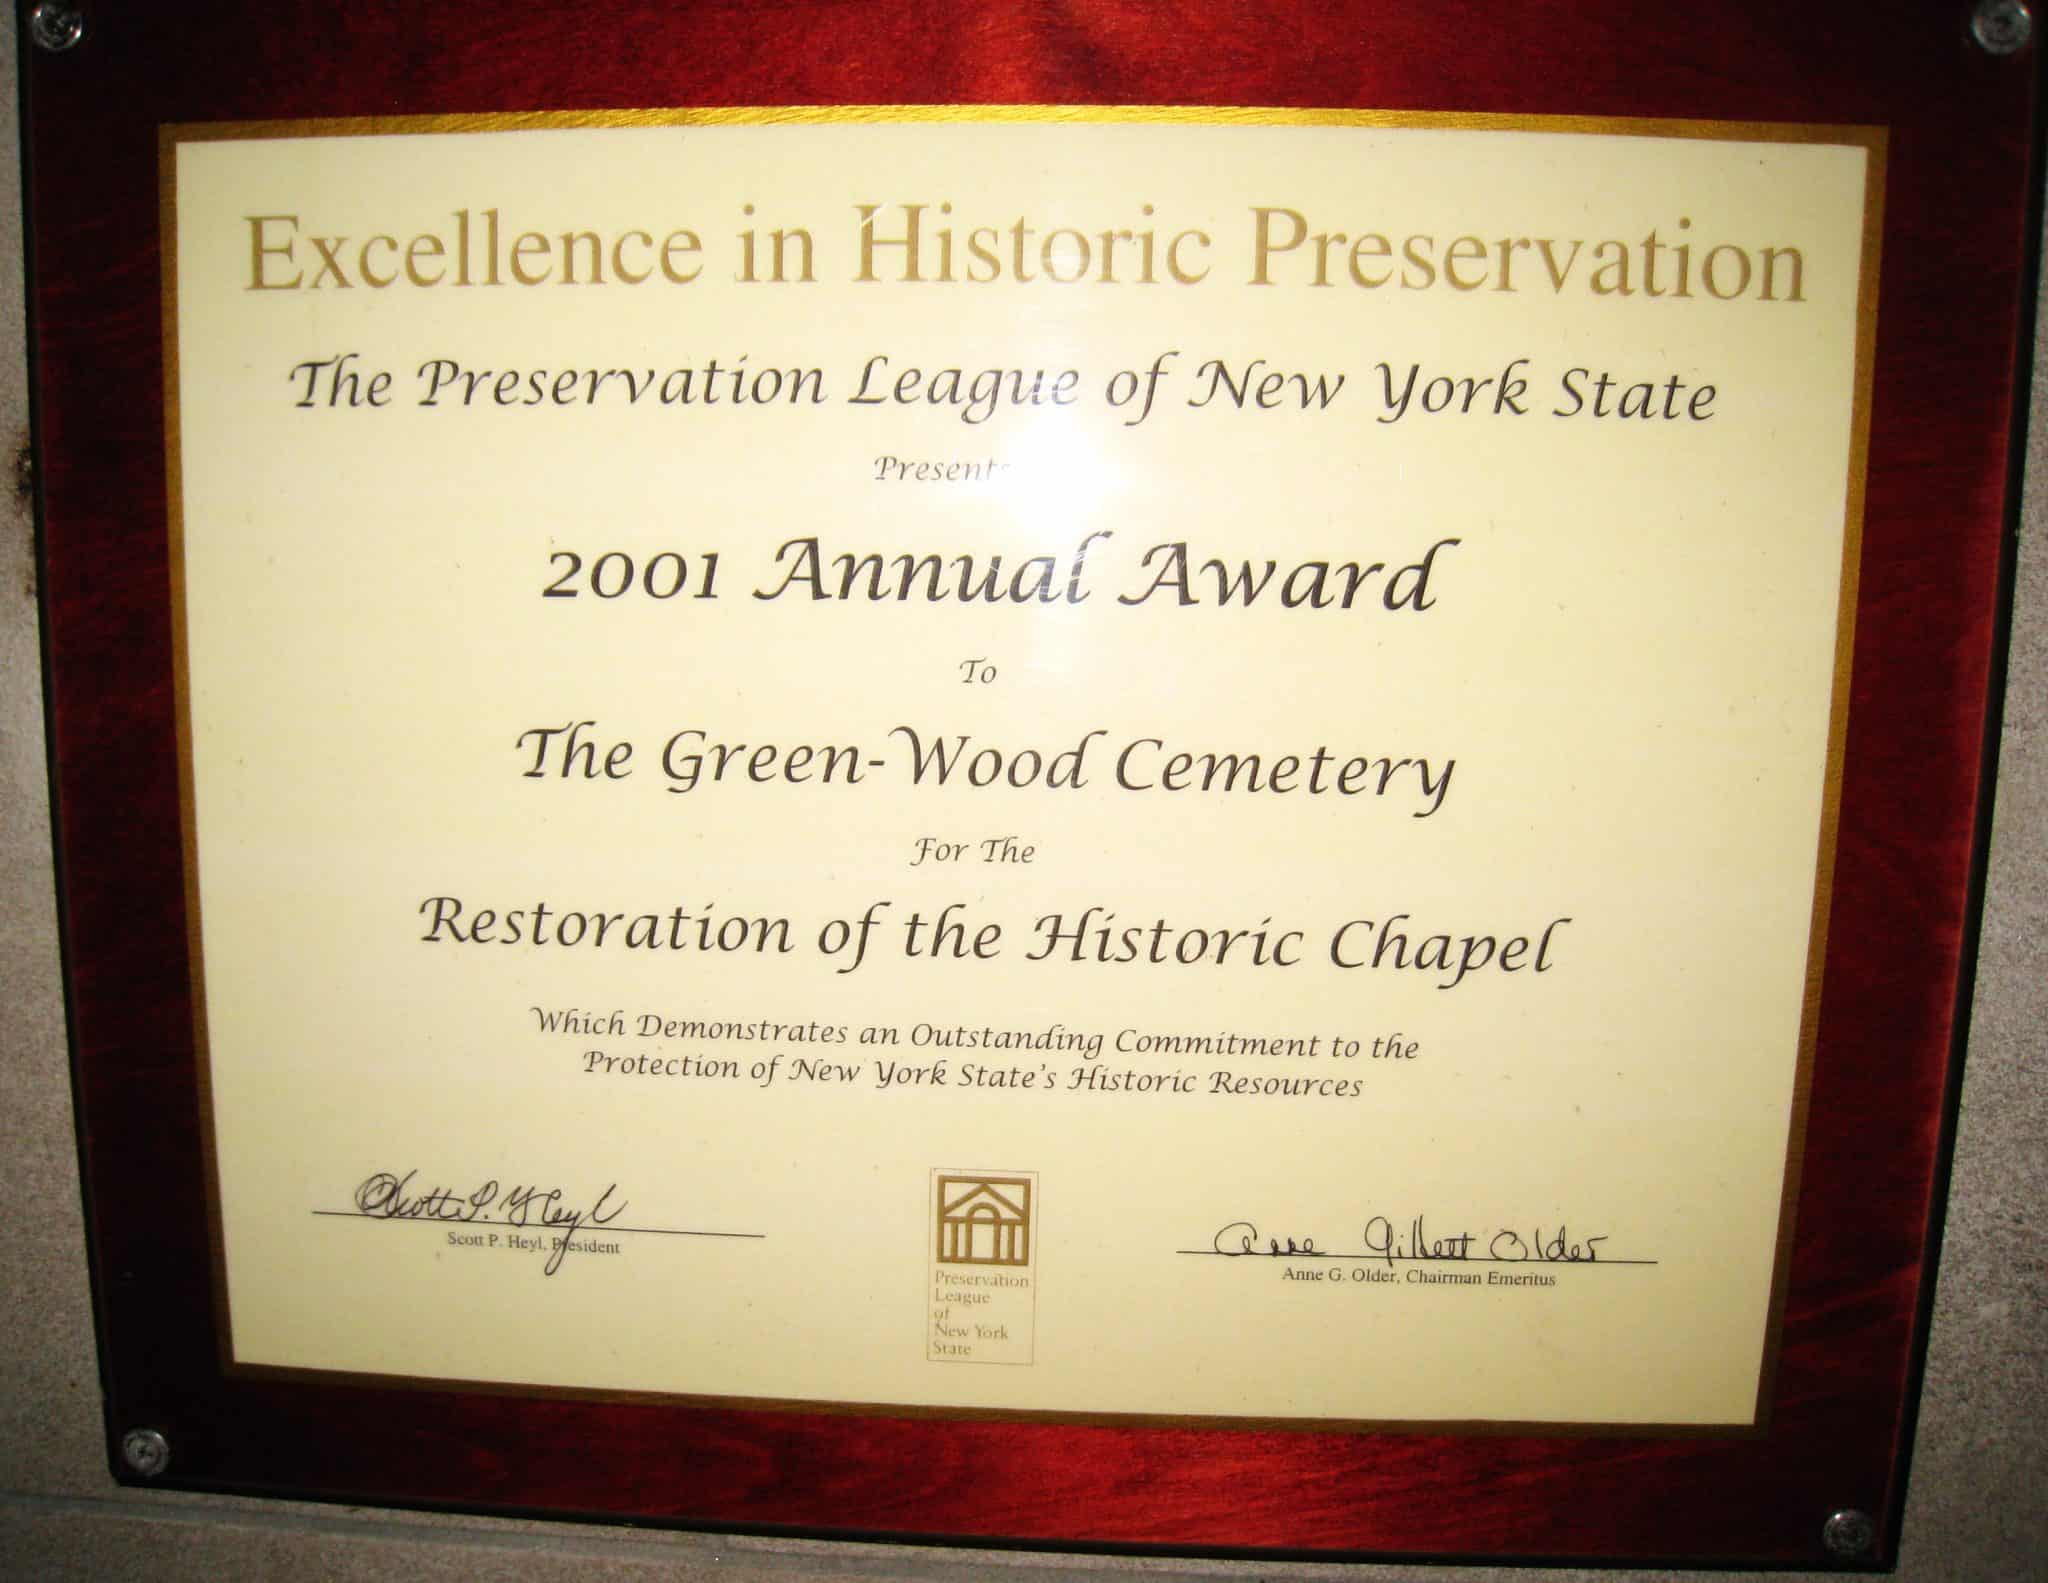 Excellence in Historic Preservation
The Preservation League of New York State
Presents
2001 Annual Award
To
The Green-Wood Cemetery
For The
Restoration of the Historic Chapel
Which Demonstrates an Outstanding Commitment to the
Protection of New York State's Historic Resources
Scott P. Heyl
Scott P. Heyl, President
Anne Gillett Older
Anne G. Older, Chairman Emeritus
Preservation
League
of
New York
State